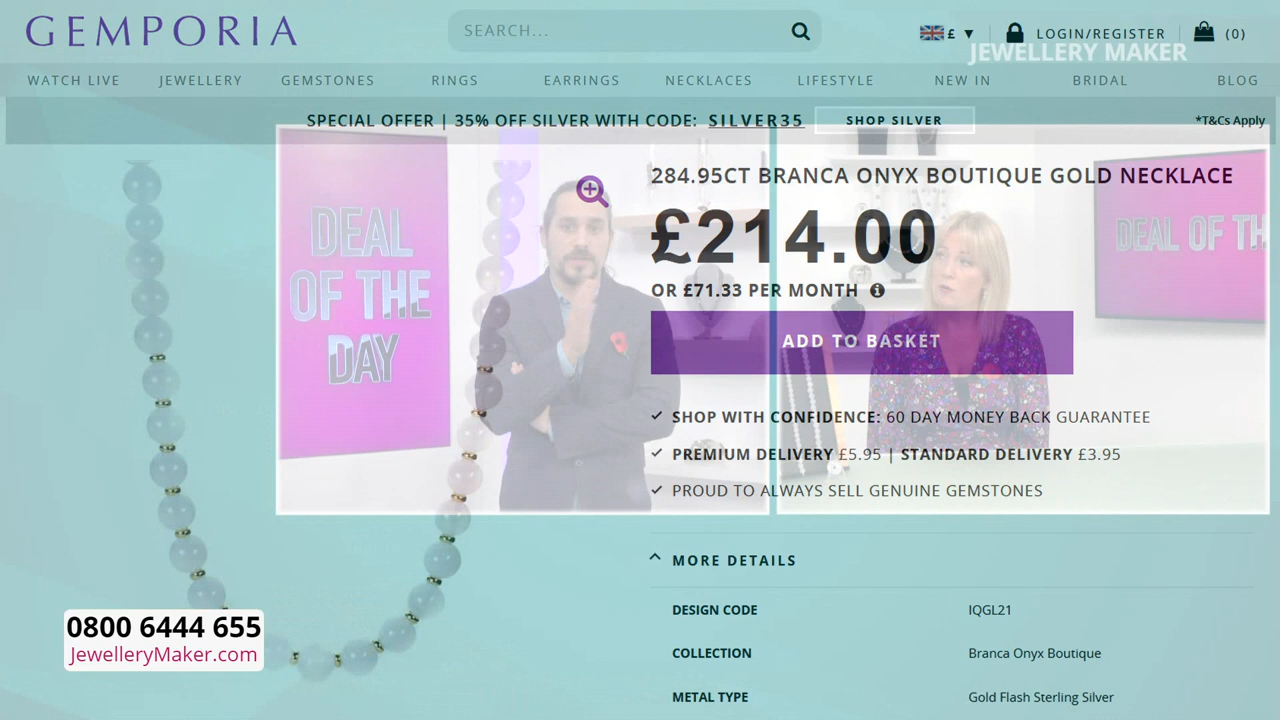 GEMPORIA
SEARCH...
£ ▼
LOGIN/REGISTER
(0)
JEWELLERY MAKER
WATCH LIVE JEWELLERY GEMSTONES RINGS EARRINGS NECKLACES LIFESTYLE NEW IN BRIDAL BLOG
SPECIAL OFFER | 35% OFF SILVER WITH CODE: SILVER35 SHOP SILVER *T&Cs Apply
284.95CT BRANCA ONYX BOUTIQUE GOLD NECKLACE
£214.00
OR £71.33 PER MONTH
ADD TO BASKET
DEAL
OF THE
DAY
DEAL OF TH
SHOP WITH CONFIDENCE: 60 DAY MONEY BACK GUARANTEE
PREMIUM DELIVERY £5.95 | STANDARD DELIVERY £3.95
PROUD TO ALWAYS SELL GENUINE GEMSTONES
MORE DETAILS
DESIGN CODE IQGL21
COLLECTION Branca Onyx Boutique
METAL TYPE Gold Flash Sterling Silver
0800 6444 655
JewelleryMaker.com